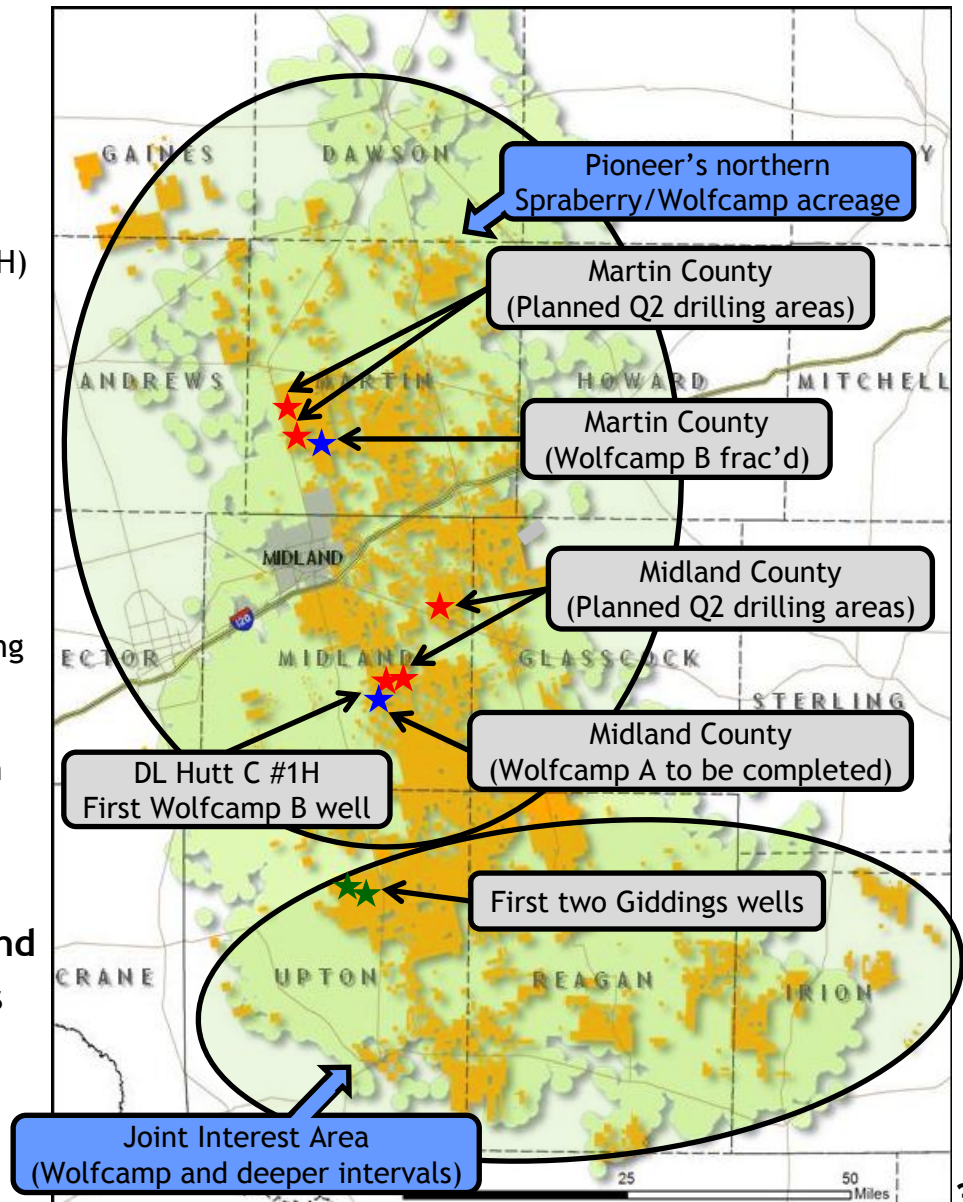 GAINES
DAWSON
Y
Pioneer's northern
Spraberry/Wolfcamp acreage
H)
Martin County
(Planned Q2 drilling areas)
ANDREWS
MARTIN
HOWARD
MITCHELL
Martin County
(Wolfcamp B frac'd)
MIDLAND
Midland County
(Planned Q2 drilling areas)
ng
ECTOR
MIDLAND
GLASSCOCK
STERLING
DL Hutt C #1H
First Wolfcamp B well
Midland County
(Wolfcamp A to be completed)
First two Giddings wells
nd
CRANE
UPTON
REAGAN
IRION
s
Joint Interest Area
(Wolfcamp and deeper intervals)
25
50
Miles